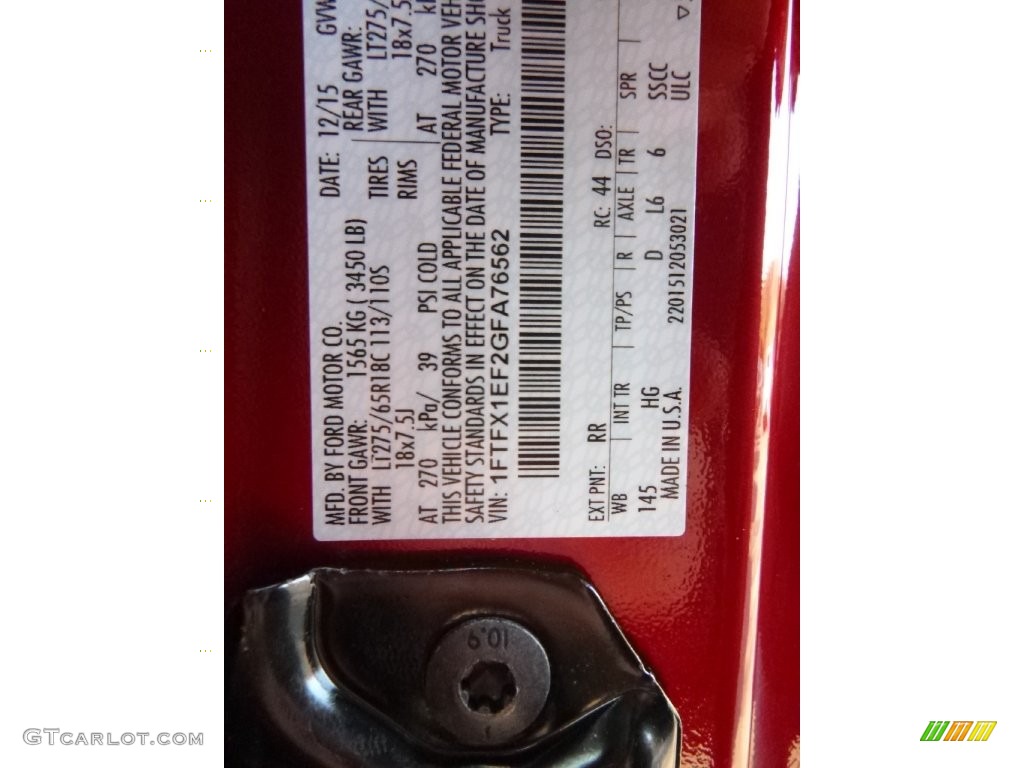 MFD. BY FORD MOTOR CO.
DATE: 12/15 GVW
FRONT GAWR: 1565 KG ( 3450 LB)
REAR GAWR:
WITH LT275/65R18C 113/110S TIRES WITH LT275/
18x7.5J RIMS 18x7.5
AT 270 kPa/ 39 PSI COLD AT 270
THIS VEHICLE CONFORMS TO ALL APPLICABLE FEDERAL MOTOR
SAFETY STANDARDS IN EFFECT ON THE DATE OF MANUFACTURE
VIN: 1FTFX1EF2GFA76562 TYPE: Truck
EXT PNT: RR RC: 44 DSO:
WB INT TR TP/PS R AXLE TR SPR
145 HG D L6 6 SSCC
MADE IN U.S.A. 2201512053021 ULC
10.9
GTCARLOT.COM